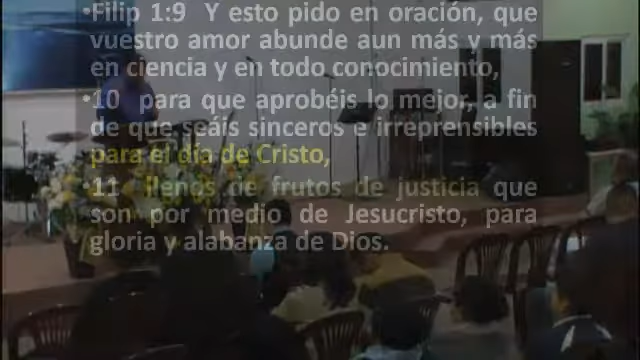 •Filip 1:9 Y esto pido en oración, que
vuestro amor abunde aun más y más
en ciencia y en todo conocimiento,
•10 para que aprobéis lo mejor, a fin
de que seáis sinceros e irreprensibles
para el día de Cristo,
•11 llenos de frutos de justicia que
son por medio de Jesucristo, para
gloria y alabanza de Dios.